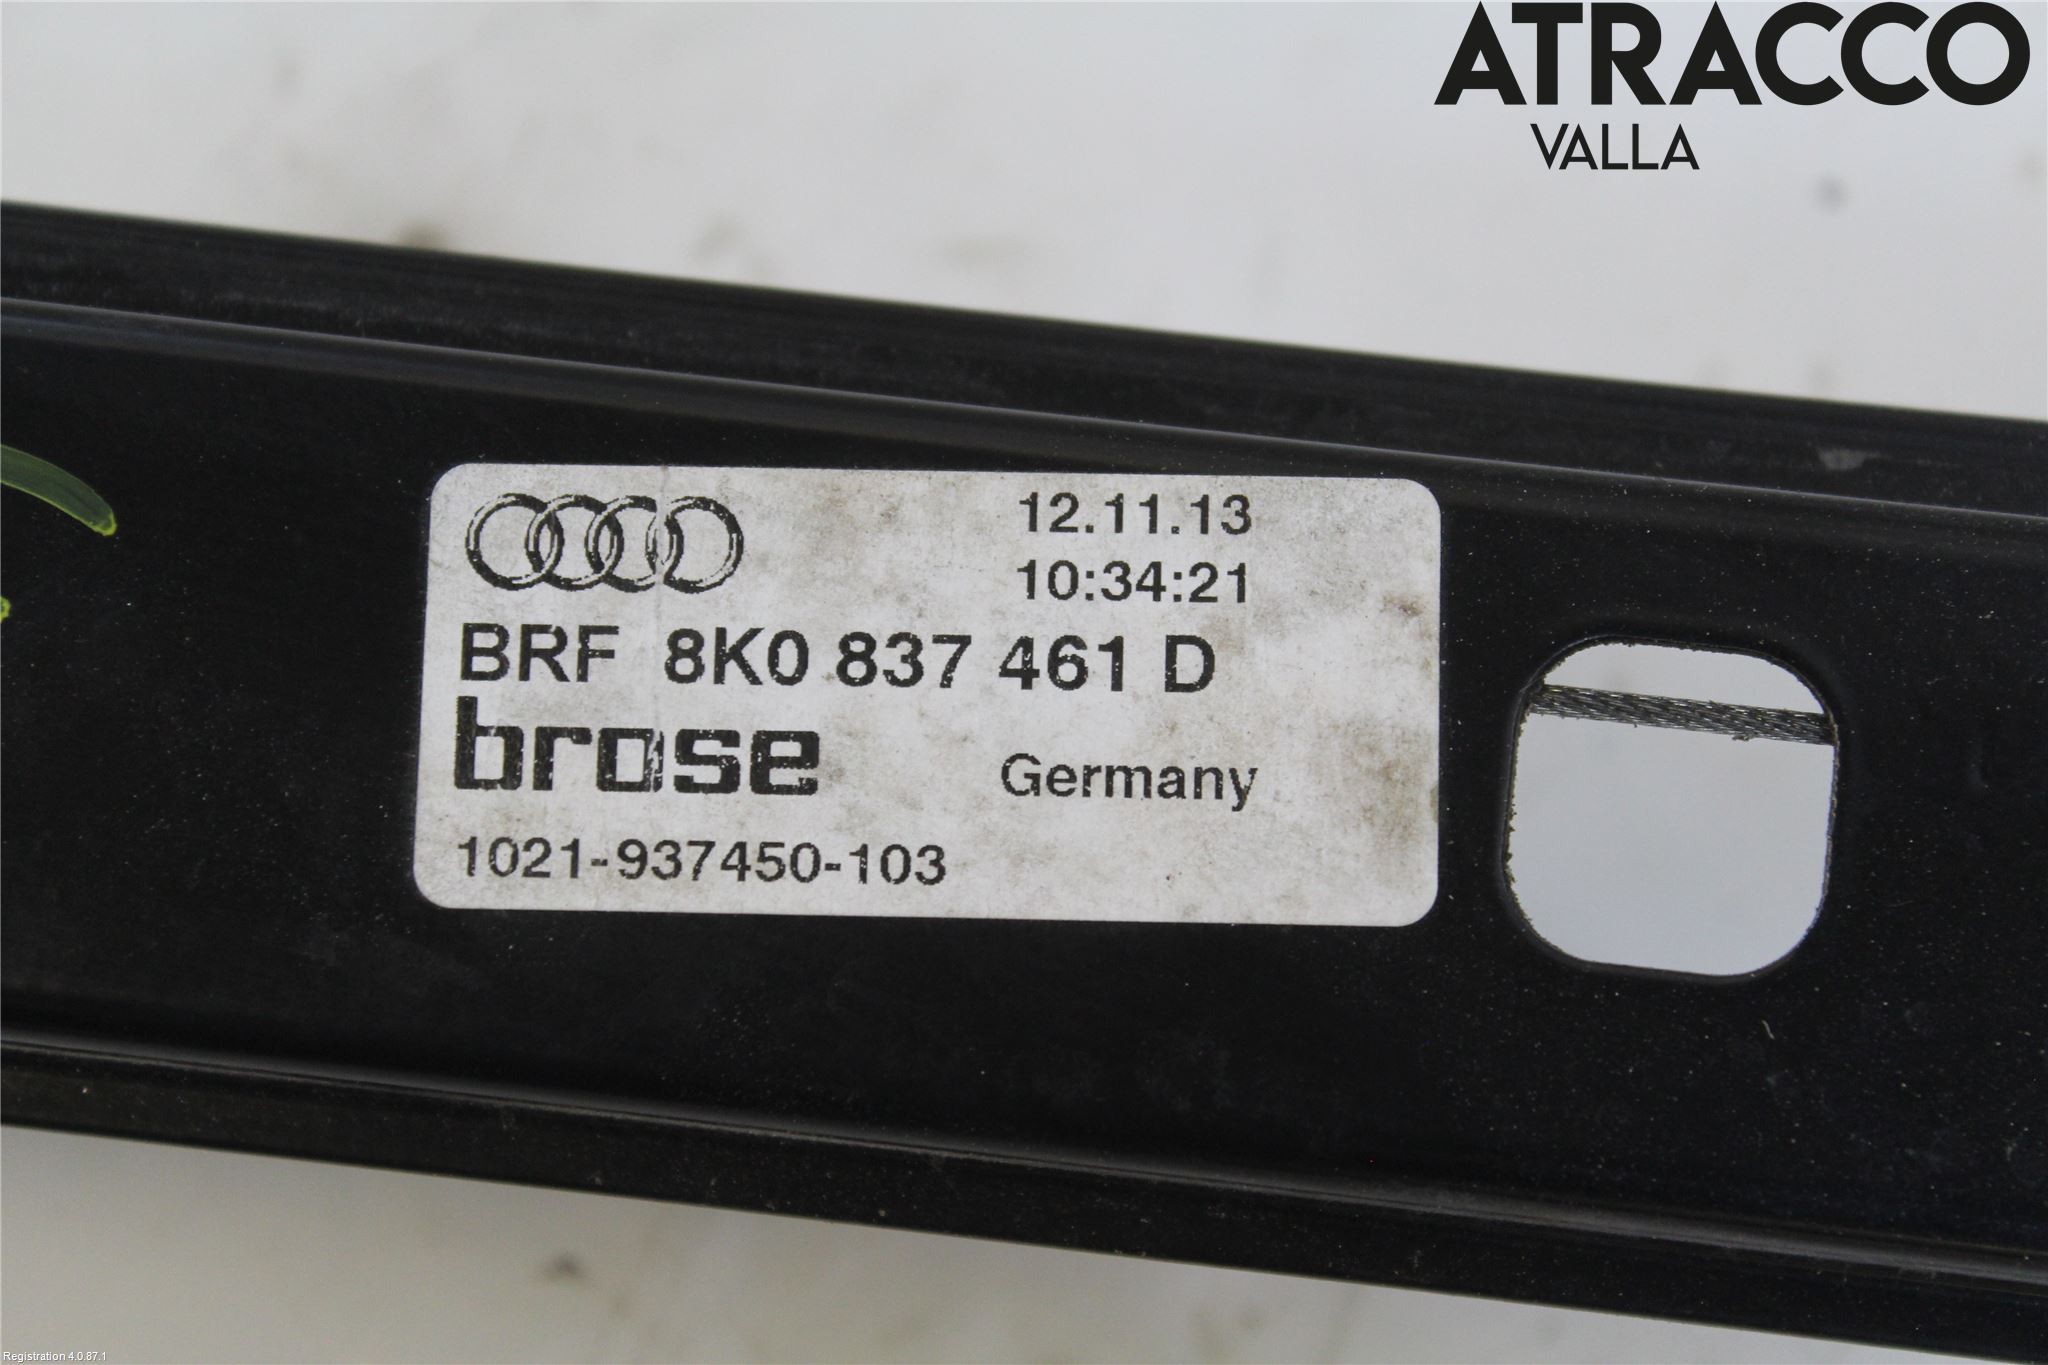 ATRACCO
VALLA
12.11.13
10:34:21
BRF 8K0 837 461 D
brose
Germany
1021-937450-103
Registration 4.0.87.1